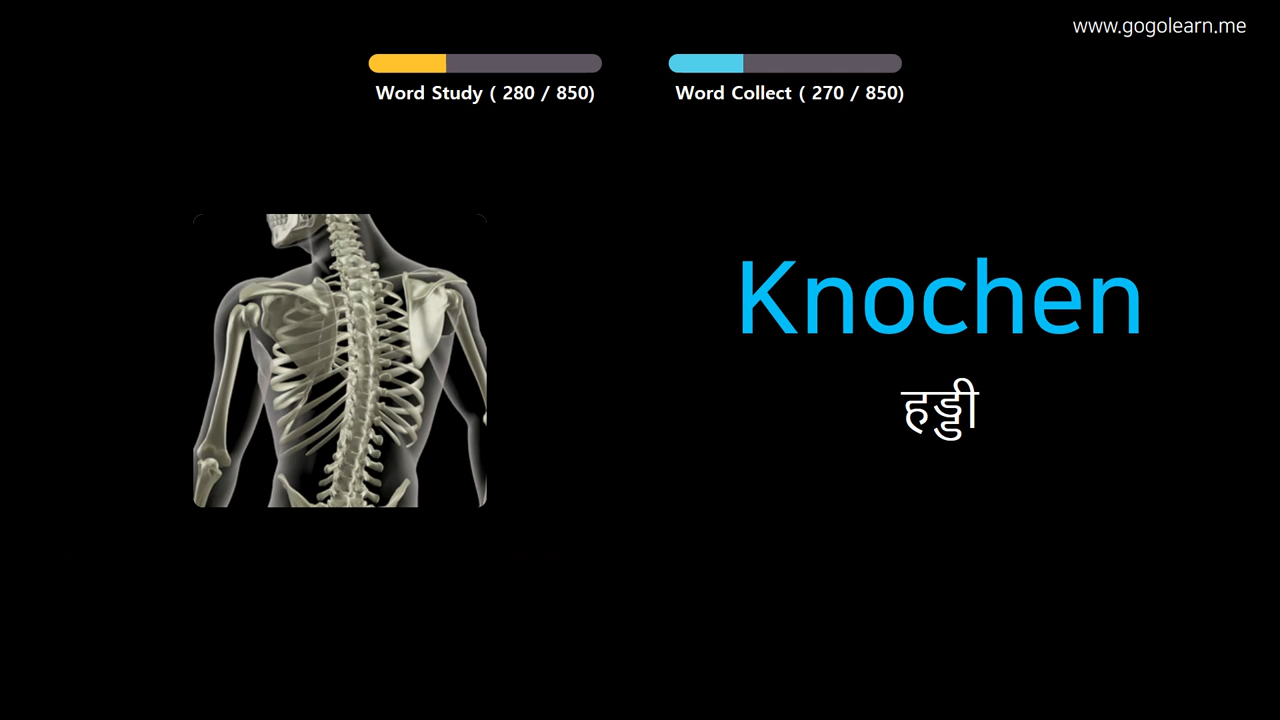 www.gogolearn.me
Word Study ( 280 / 850)
Word Collect ( 270 / 850)
Knochen
हड्डी